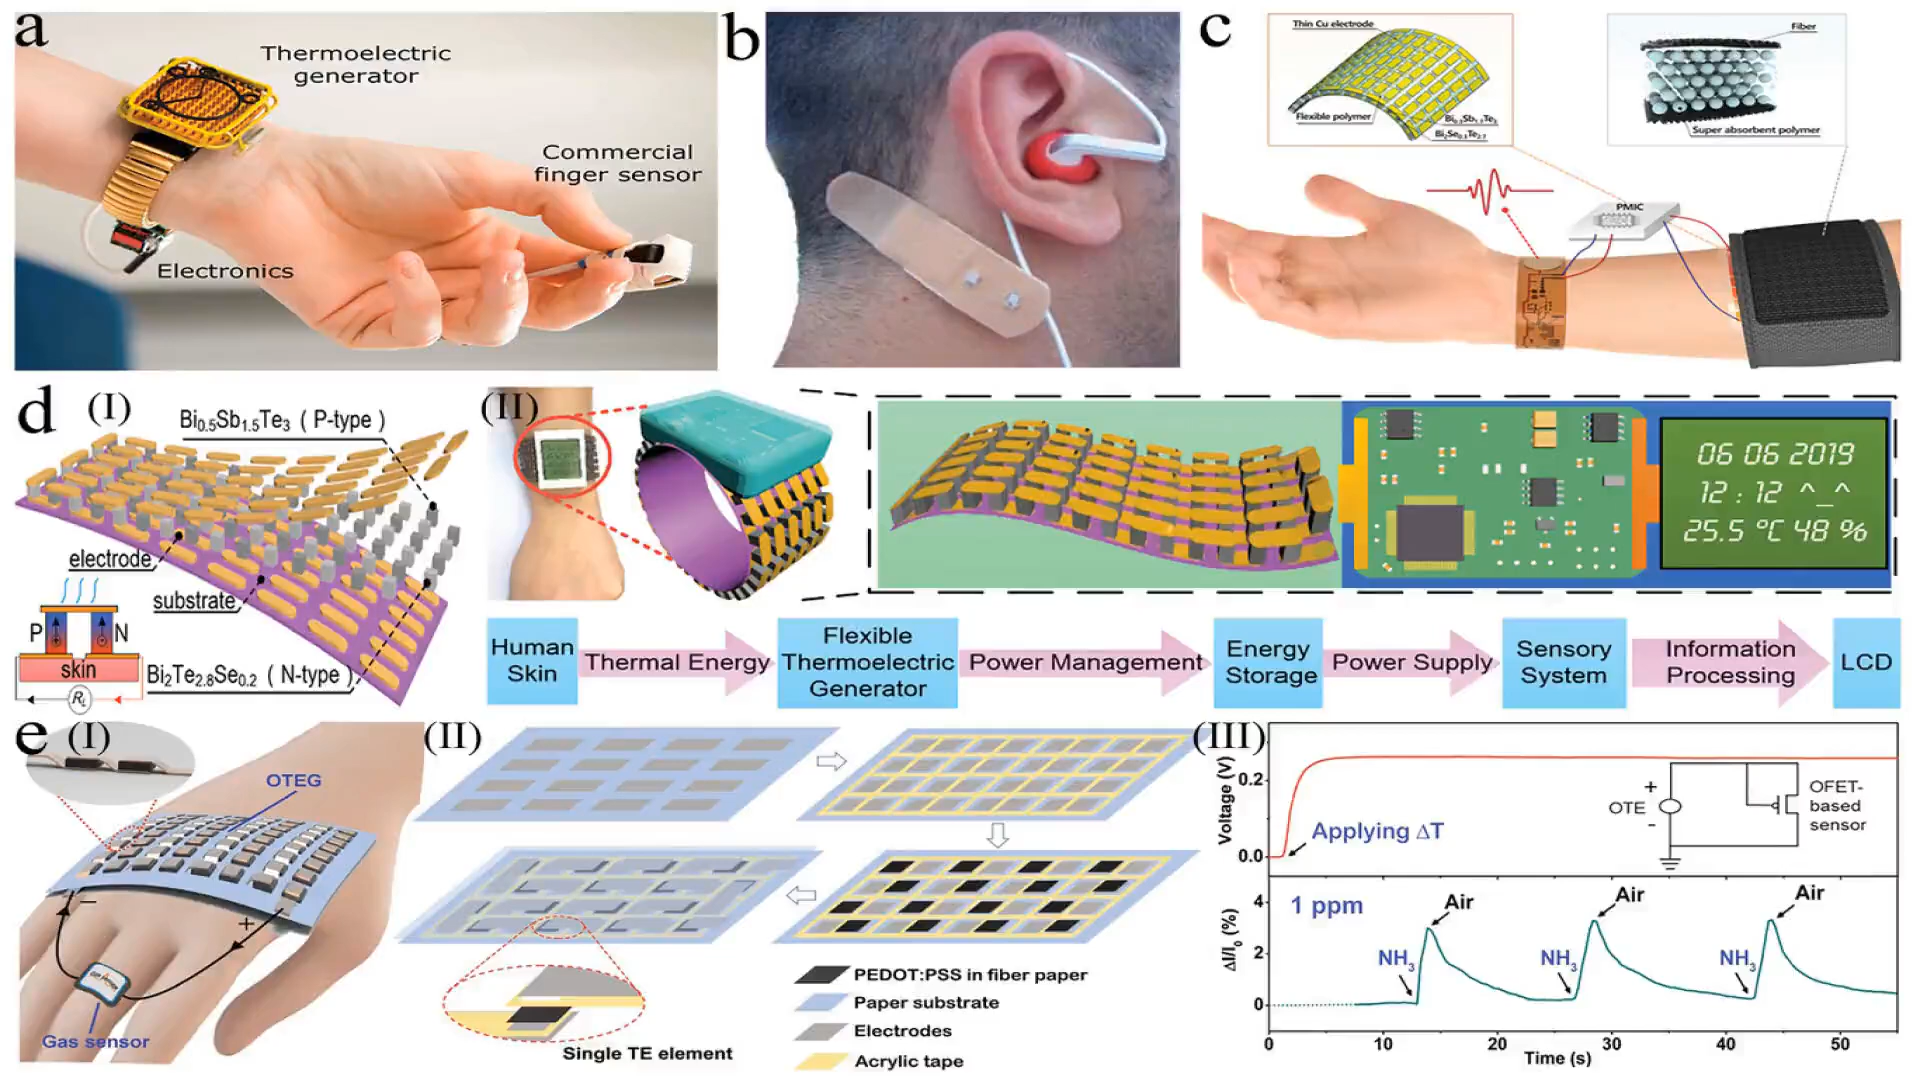 a
Thermoelectric
generator
Commercial
finger sensor
Electronics
b
c
Thin Cu electrode
Flexible polymer
Bi₂Se₀.₃Te₂.₇
Fiber
Super absorbent polymer
PMIC
d
(I)
Bi₀.₅Sb₁.₅Te₃ ( P-type )
electrode
substrate
P
N
skin
Bi₂Te₂.₈Se₀.₂ ( N-type )
(II)
06 06 2019
12 : 12 ^_^
25.5 ℃ 48 %
Human
Skin
Thermal Energy
Flexible
Thermoelectric
Generator
Power Management
Energy
Storage
Power Supply
Sensory
System
Information
Processing
LCD
e
(I)
OTEG
−
+
Gas sensor
(II)
Single TE element
PEDOT:PSS in fiber paper
Paper substrate
Electrodes
Acrylic tape
(III)
Voltage (V)
0.2
0.0
Applying ΔT
+
OTE
-
OFET-
based
sensor
ΔI/I₀ (%)
4
2
0
1 ppm
NH₃
Air
NH₃
Air
NH₃
Air
0
10
20
30
40
50
Time (s)